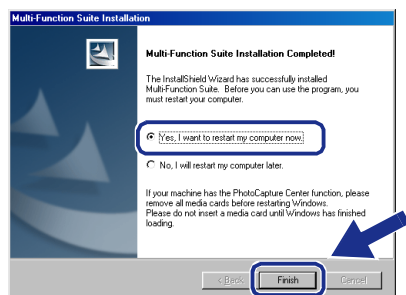 Multi-Function Suite Installation
Multi-Function Suite Installation Completed!
The InstallShield Wizard has successfully installed
Multi-Function Suite. Before you can use the program, you
must restart your computer.
Yes, I want to restart my computer now.
No, I will restart my computer later.
If your machine has the PhotoCapture Center function, please
remove all media cards before restarting Windows.
Please do not insert a media card until Windows has finished
loading.
< Back Finish Cancel